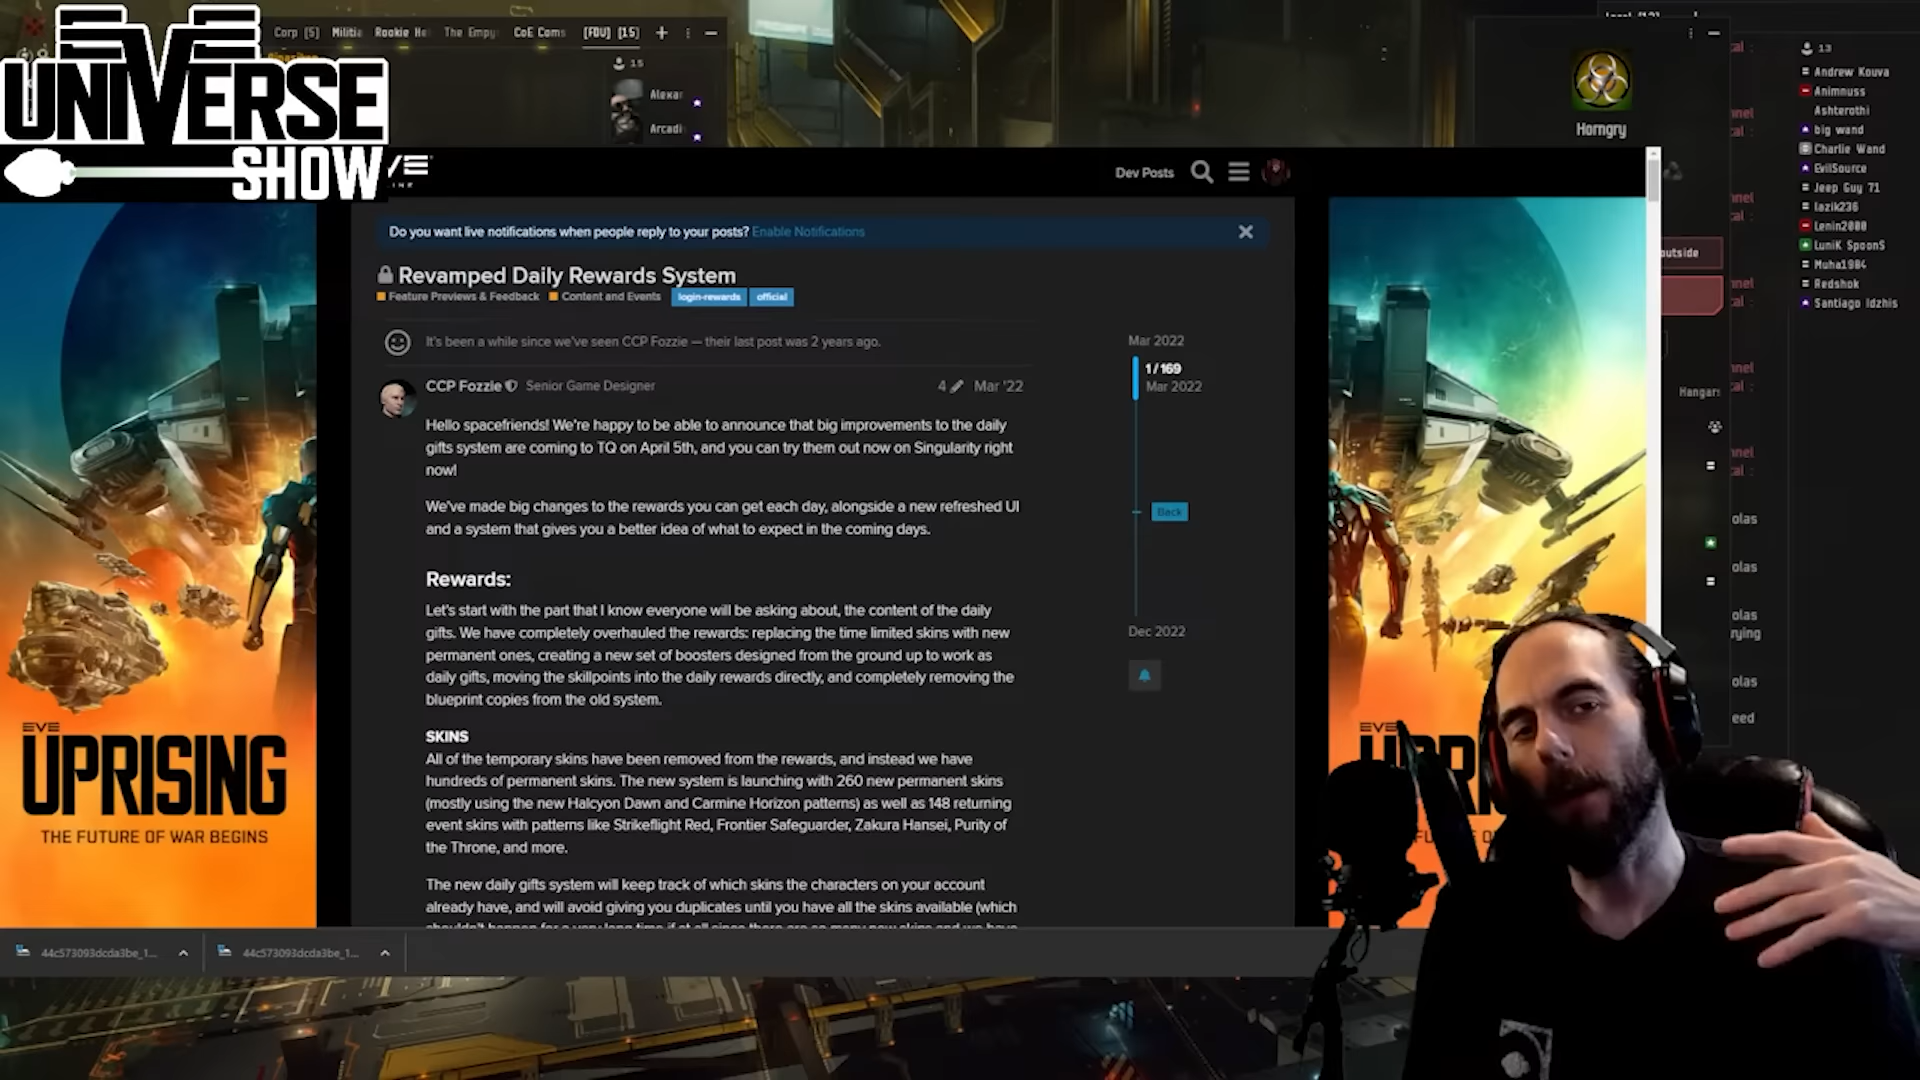 UNIVERSE
SHOW
Corp [5]
Militia
Rookie He
The Empy
CoE Coms
[FDU] [15]
15
Alexar
Arcadi
Horngry
13
Andrew Kouva
Animnuss
Ashterothi
big wand
Charlie Wand
EvilSource
Jeep Guy 71
lazik236
Lenin2000
LuniK SpoonS
Muha1984
Redshok
Santiago Idzhis
outside
Hangars
Dev Posts
Do you want live notifications when people reply to your posts? Enable Notifications
Revamped Daily Rewards System
Feature Previews & Feedback
Content and Events
login-rewards
official
It's been a while since we've seen CCP Fozzie — their last post was 2 years ago.
CCP Fozzie
Senior Game Designer
4
Mar '22
Hello spacefriends! We're happy to be able to announce that big improvements to the daily
gifts system are coming to TQ on April 5th, and you can try them out now on Singularity right
now!
We've made big changes to the rewards you can get each day, alongside a new refreshed UI
and a system that gives you a better idea of what to expect in the coming days.
Rewards:
Let's start with the part that I know everyone will be asking about, the content of the daily
gifts. We have completely overhauled the rewards: replacing the time limited skins with new
permanent ones, creating a new set of boosters designed from the ground up to work as
daily gifts, moving the skillpoints into the daily rewards directly, and completely removing the
blueprint copies from the old system.
SKINS
All of the temporary skins have been removed from the rewards, and instead we have
hundreds of permanent skins. The new system is launching with 260 new permanent skins
(mostly using the new Halcyon Dawn and Carmine Horizon patterns) as well as 148 returning
event skins with patterns like Strikeflight Red, Frontier Safeguarder, Zakura Hansei, Purity of
the Throne, and more.
The new daily gifts system will keep track of which skins the characters on your account
already have, and will avoid giving you duplicates until you have all the skins available (which
Mar 2022
1 / 169
Mar 2022
Back
Dec 2022
EVE
UPRISING
THE FUTURE OF WAR BEGINS
EVE
UPRI
44c573093dcda3be_1...
44c573093dcda3be_1...